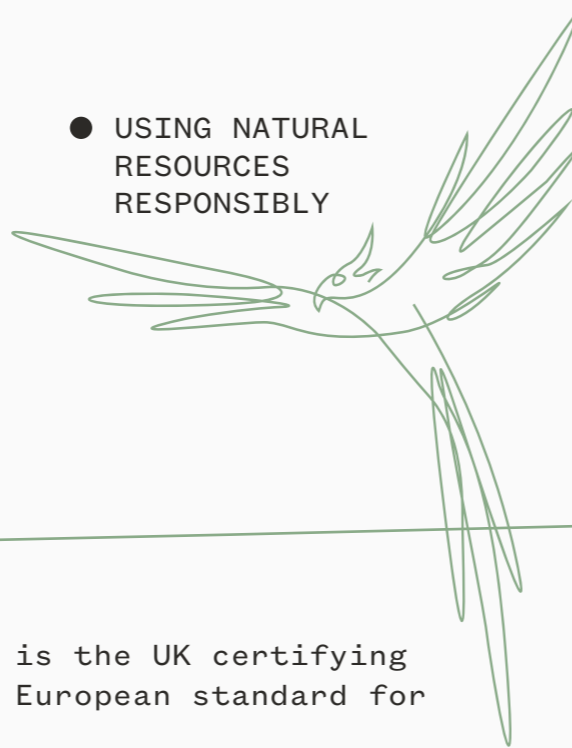 ● USING NATURAL
RESOURCES
RESPONSIBLY
is the UK certifying
European standard for